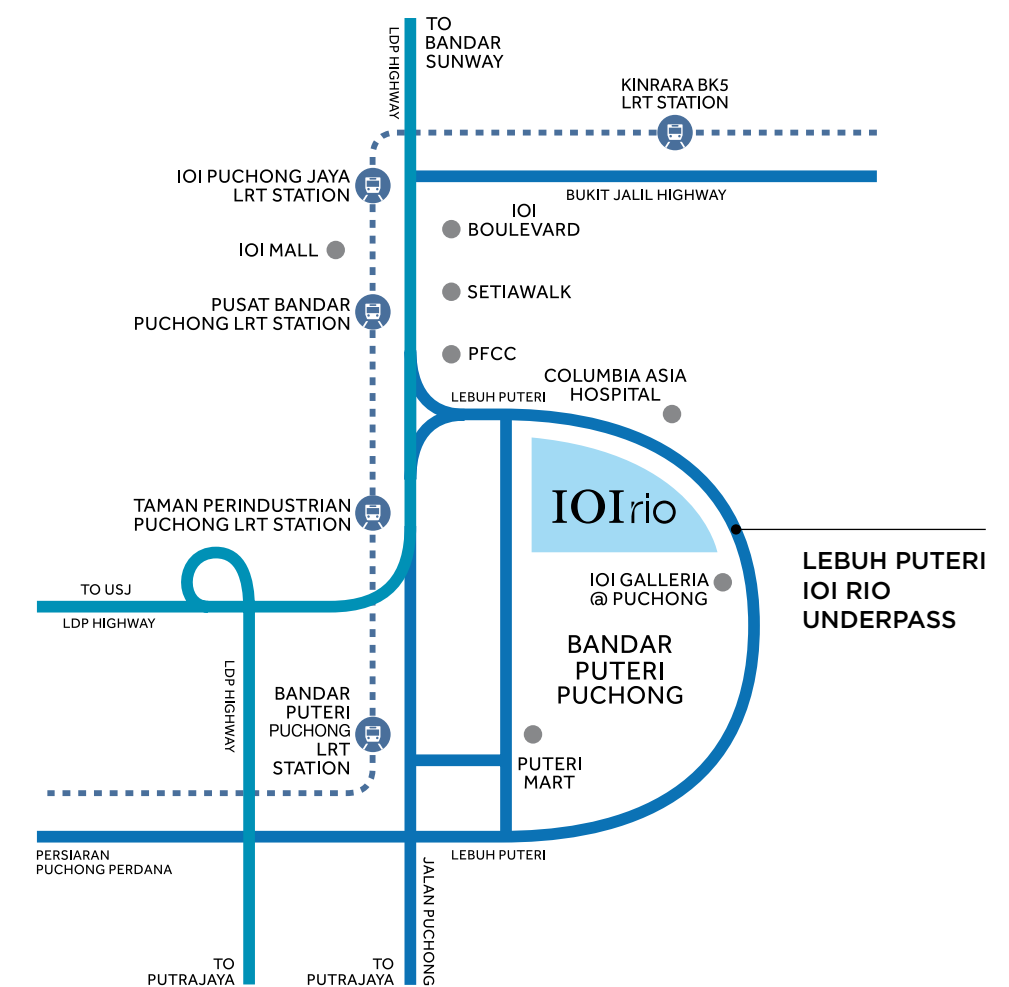 TO
BANDAR
SUNWAY
LDP HIGHWAY
KINRARA BK5
LRT STATION
IOI PUCHONG JAYA
LRT STATION
BUKIT JALIL HIGHWAY
IOI
BOULEVARD
IOI MALL
SETIAWALK
PUSAT BANDAR
PUCHONG LRT STATION
PFCC
COLUMBIA ASIA
HOSPITAL
LEBUH PUTERI
IOI rio
TAMAN PERINDUSTRIAN
PUCHONG LRT STATION
LEBUH PUTERI
IOI RIO
UNDERPASS
IOI GALLERIA
@ PUCHONG
TO USJ
LDP HIGHWAY
BANDAR
PUTERI
PUCHONG
LDP HIGHWAY
BANDAR
PUTERI
PUCHONG
LRT
STATION
PUTERI
MART
PERSIARAN
PUCHONG PERDANA
LEBUH PUTERI
JALAN PUCHONG
TO
PUTRAJAYA
TO
PUTRAJAYA